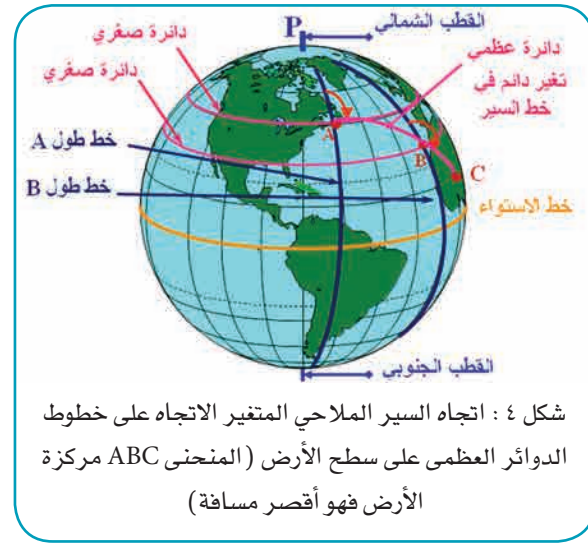 القطب الشمالي
P
دائرة صغري
دائرة صغري
دائرة عظمى
تغير دائم في
خط السير
A
B
C
خط طول A
خط طول B
خط الاستواء
القطب الجنوبي
شكل ٤ : اتجاه السير الملاحي المتغير الاتجاه على خطوط
الدوائر العظمى على سطح الأرض (المنحنى ABC مركزة
الأرض فهو أقصر مسافة)